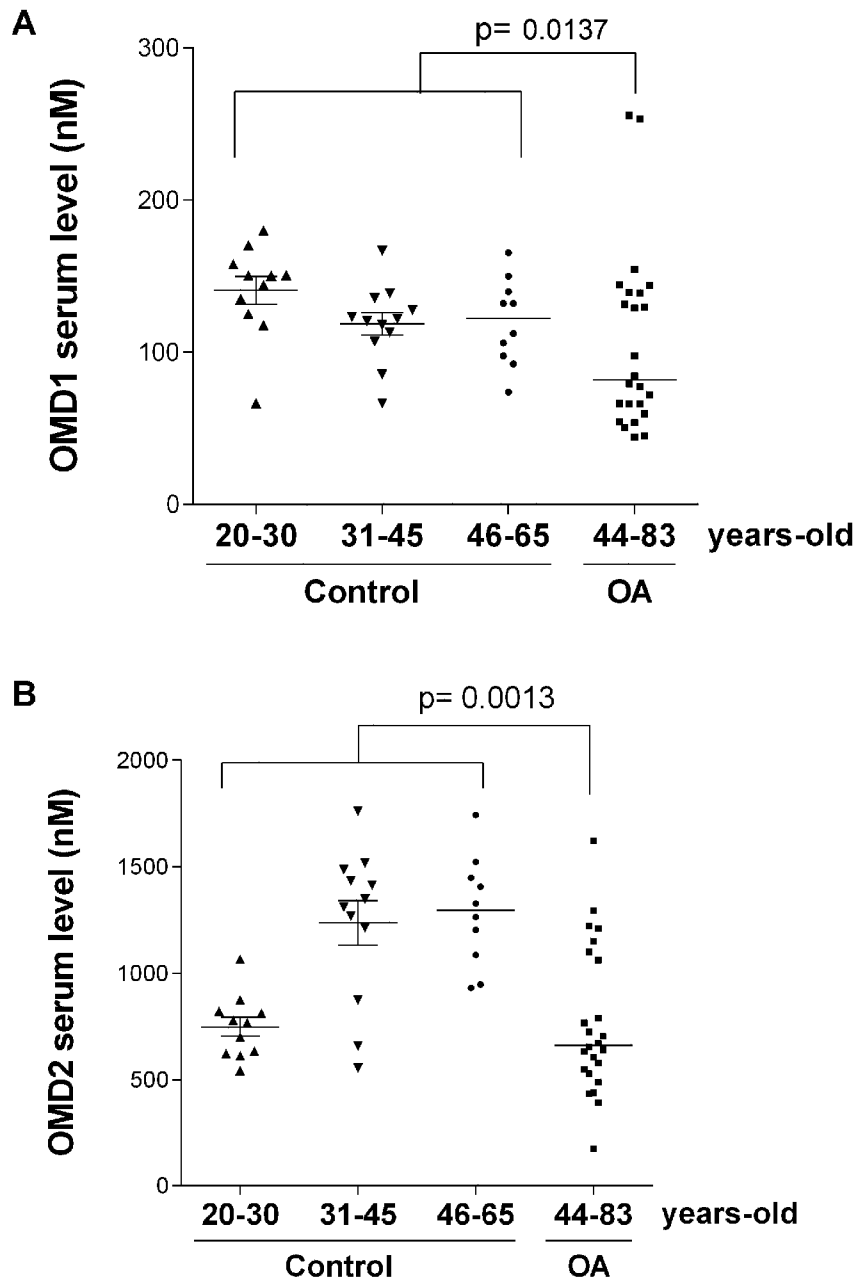 A
p= 0.0137
OMD1 serum level (nM)
300
200
100
0
20-30 31-45 46-65 44-83 years-old
Control OA
B
p= 0.0013
OMD2 serum level (nM)
2000
1500
1000
500
0
20-30 31-45 46-65 44-83 years-old
Control OA